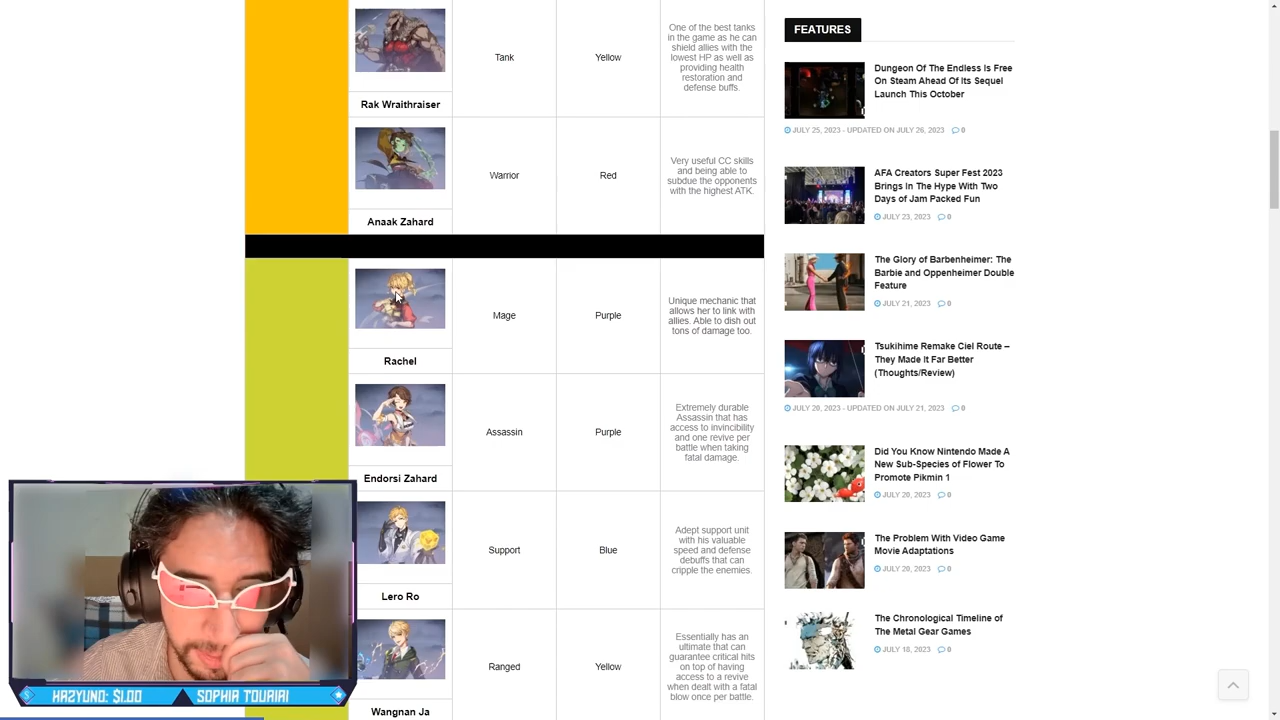 Rak Wraithraiser
Tank
Yellow
One of the best tanks
in the game as he can
shield allies with the
lowest HP as well as
providing health
restoration and
defense buffs.
Anaak Zahard
Warrior
Red
Very useful CC skills
and being able to
subdue the opponents
with the highest ATK.
Rachel
Mage
Purple
Unique mechanic that
allows her to link with
allies. Able to dish out
tons of damage too.
Endorsi Zahard
Assassin
Purple
Extremely durable
Assassin that has
access to invincibility
and one revive per
battle when taking
fatal damage.
Lero Ro
Support
Blue
Adept support unit
with his valuable
speed and defense
debuffs that can
cripple the enemies.
Wangnan Ja
Ranged
Yellow
Essentially has an
ultimate that can
guarantee critical hits
on top of having
access to a revive
when dealt with a fatal
blow once per battle.
FEATURES
Dungeon Of The Endless Is Free
On Steam Ahead Of Its Sequel
Launch This October
JULY 25, 2023 - UPDATED ON JULY 26, 2023 0
AFA Creators Super Fest 2023
Brings In The Hype With Two
Days of Jam Packed Fun
JULY 23, 2023 0
The Glory of Barbenheimer: The
Barbie and Oppenheimer Double
Feature
JULY 21, 2023 0
Tsukihime Remake Ciel Route –
They Made It Far Better
(Thoughts/Review)
JULY 20, 2023 - UPDATED ON JULY 21, 2023 0
Did You Know Nintendo Made A
New Sub-Species of Flower To
Promote Pikmin 1
JULY 20, 2023 0
The Problem With Video Game
Movie Adaptations
JULY 20, 2023 0
The Chronological Timeline of
The Metal Gear Games
JULY 18, 2023 0
HA2YUNO: $1.00
SOPHIA TOUAIAI